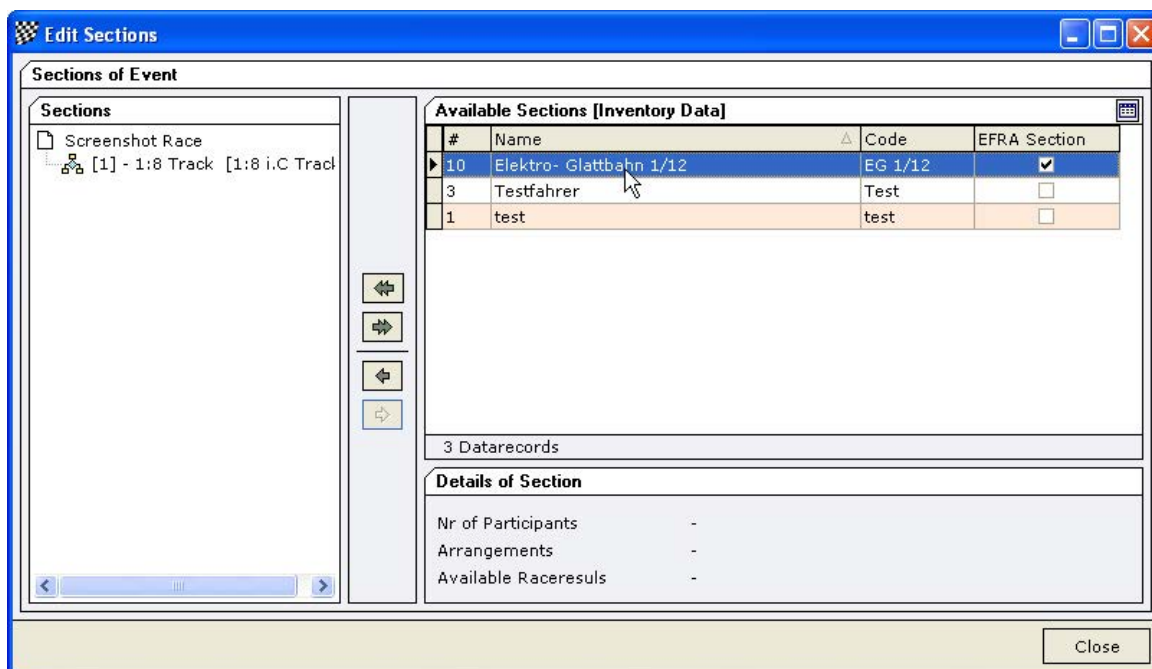 Edit Sections
Sections of Event
Sections
Screenshot Race
[1] - 1:8 Track [1:8 i.C Track
Available Sections [Inventory Data]
# Name Code EFRA Section
10 Elektro- Glattbahn 1/12 EG 1/12
3 Testfahrer Test
1 test test
3 Datarecords
Details of Section
Nr of Participants -
Arrangements -
Available Raceresuls -
Close